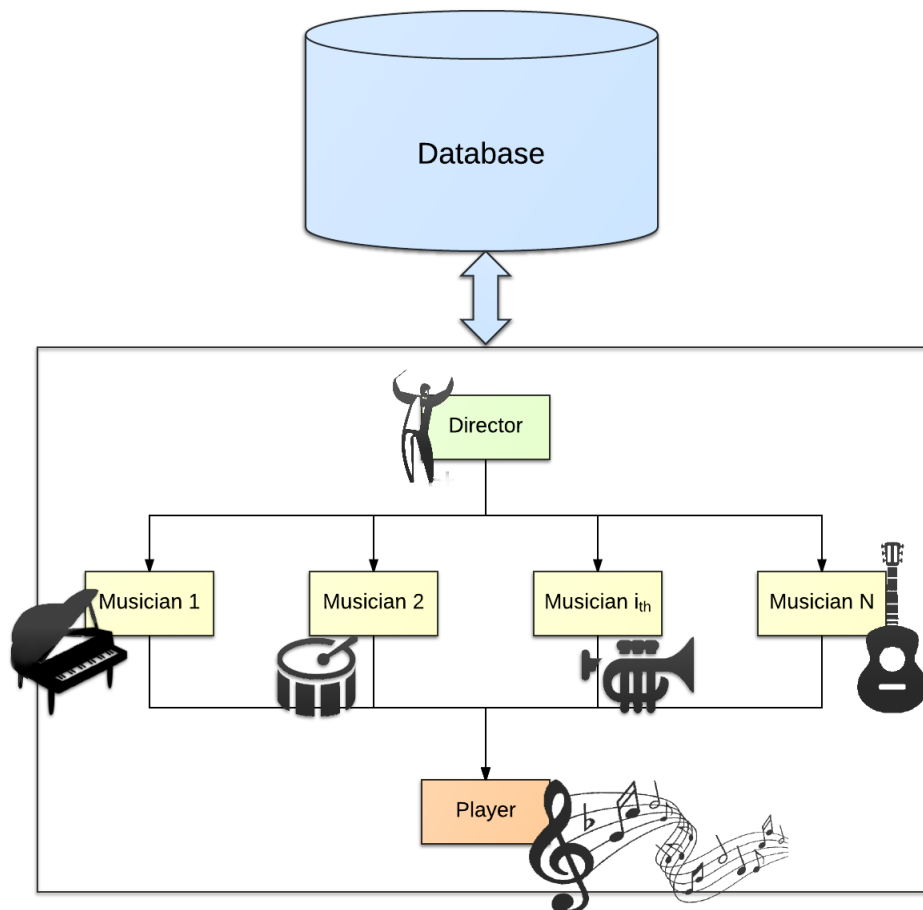 Database
Director
Musician 1
Musician 2
Musician ith
Musician N
Player